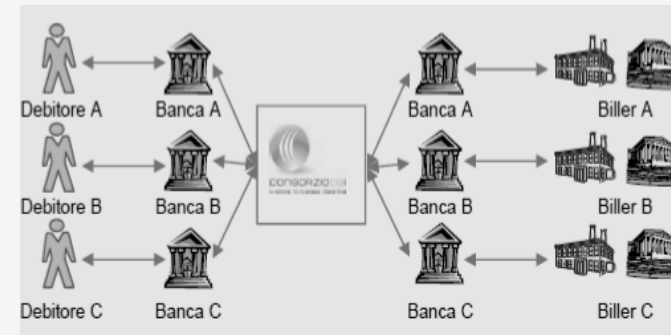 Debitore A
Banca A
Banca A
Biller A
CONSORZIO CBI
Debitore B
Banca B
Banca B
Biller B
Debitore C
Banca C
Banca C
Biller C